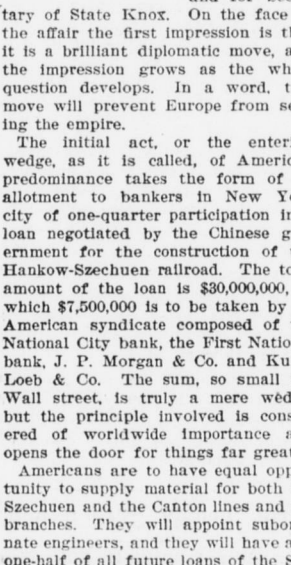 tary of State Knox. On the face
the affair the first impression is th
it is a brilliant diplomatic move, a
the impression grows as the wh
question develops. In a word, t
move will prevent Europe from se
ing the empire.
The initial act, or the enter
wedge, as it is called, of Americ
predominance takes the form of
allotment to bankers in New Yo
city of one-quarter participation in
loan negotiated by the Chinese g
ernment for the construction of
Hankow-Szechuen railroad. The to
amount of the loan is $30,000,000,
which $7,500,000 is to be taken by
American syndicate composed of
National City bank, the First Natio
bank, J. P. Morgan & Co. and Ku
Loeb & Co. The sum, so small
Wall street, is truly a mere wed
but the principle involved is cons
ered of worldwide importance a
opens the door for things far great
Americans are to have equal opp
tunity to supply material for both
Szechuen and the Canton lines and
branches. They will appoint subor
nate engineers, and they will have a
one-half of all future loans of the S